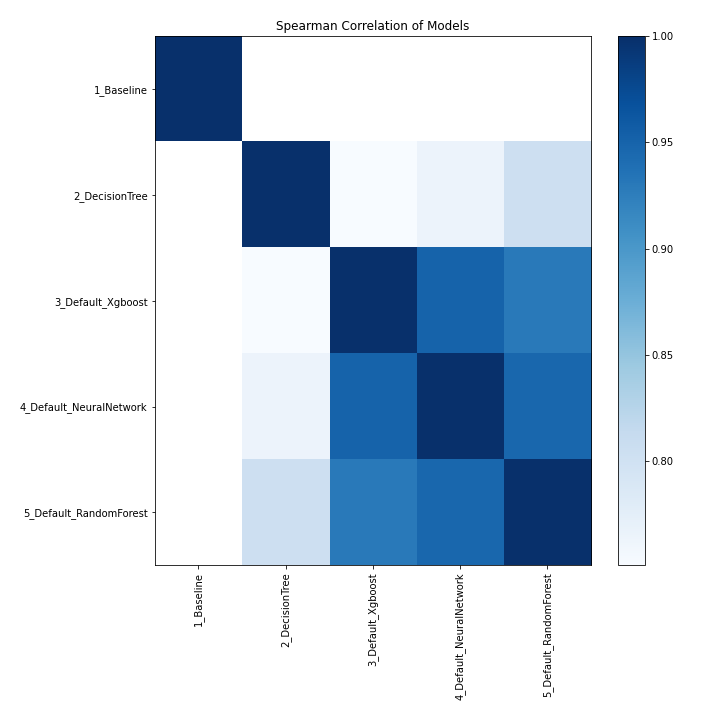 Spearman Correlation of Models
1_Baseline
2_DecisionTree
3_Default_Xgboost
4_Default_NeuralNetwork
5_Default_RandomForest
1_Baseline
2_DecisionTree
3_Default_Xgboost
4_Default_NeuralNetwork
5_Default_RandomForest
1.00
0.95
0.90
0.85
0.80